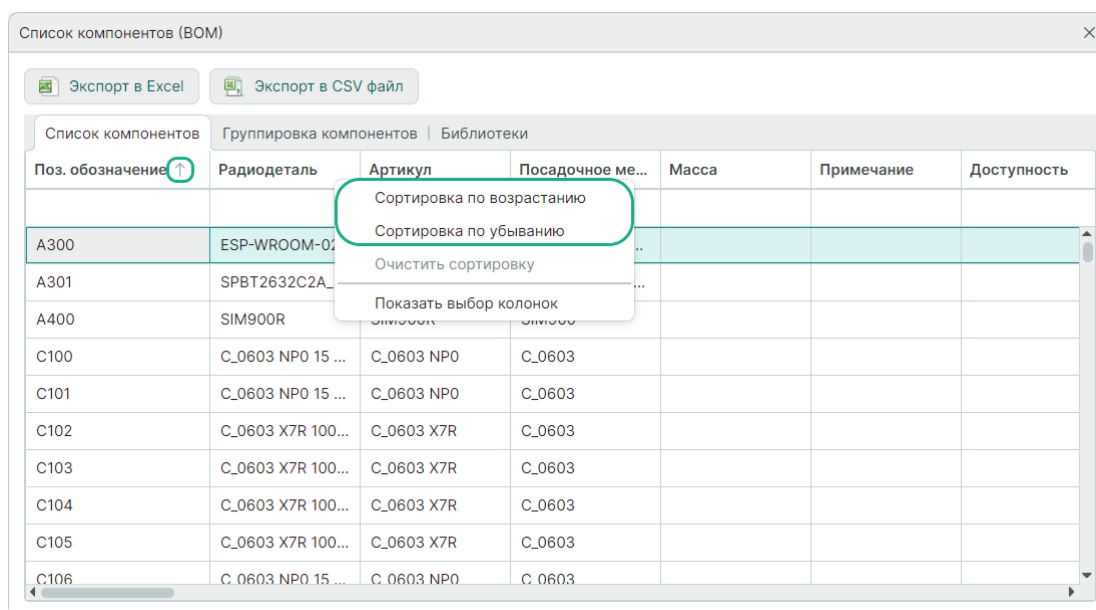 Список компонентов (BOM)
Экспорт в Excel Экспорт в CSV файл
Список компонентов Группировка компонентов | Библиотеки
Поз. обозначение Радиодеталь Артикул Посадочное ме... Масса Примечание Доступность
Сортировка по возрастанию
Сортировка по убыванию
Очистить сортировку
Показать выбор колонок
A300 ESP-WROOM-02
A301 SPBT2632C2A_
A400 SIM900R SIM900R SIM900
C100 C_0603 NP0 15 ... C_0603 NP0 C_0603
C101 C_0603 NP0 15 ... C_0603 NP0 C_0603
C102 C_0603 X7R 100... C_0603 X7R C_0603
C103 C_0603 X7R 100... C_0603 X7R C_0603
C104 C_0603 X7R 100... C_0603 X7R C_0603
C105 C_0603 X7R 100... C_0603 X7R C_0603
C106 C_0603 NP0 15 ... C_0603 NP0 C_0603